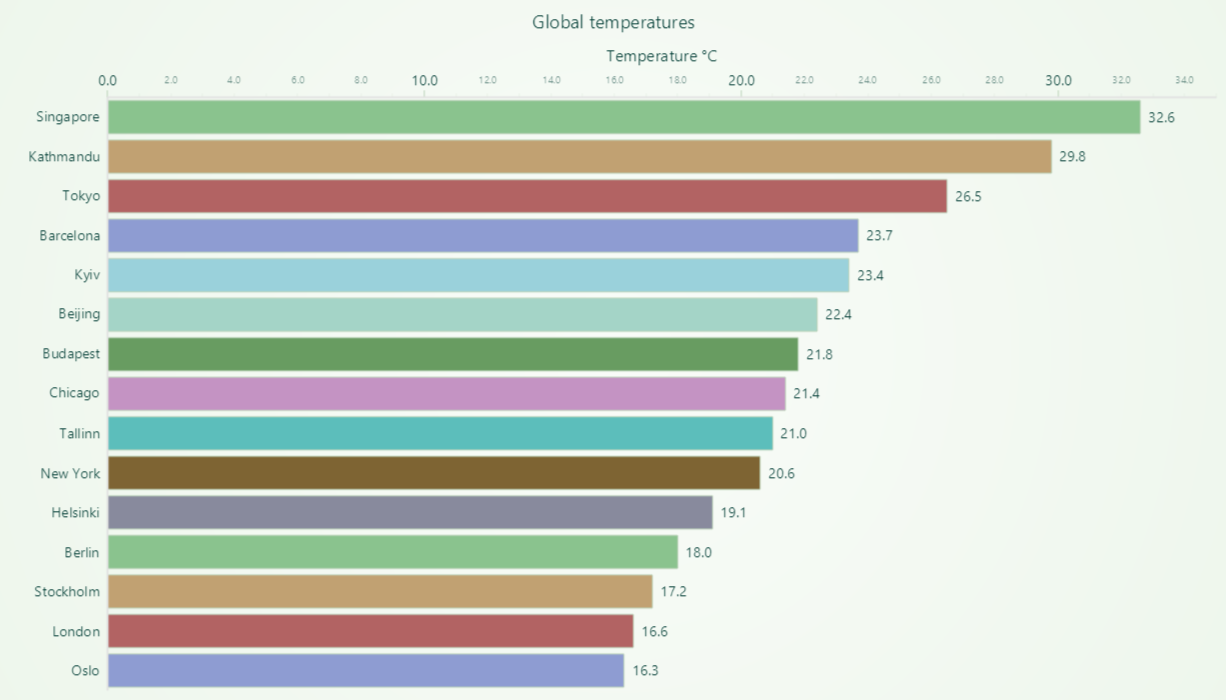 Global temperatures
Temperature °C
0.0 2.0 4.0 6.0 8.0 10.0 12.0 14.0 16.0 18.0 20.0 22.0 24.0 26.0 28.0 30.0 32.0 34.0
Singapore 32.6
Kathmandu 29.8
Tokyo 26.5
Barcelona 23.7
Kyiv 23.4
Beijing 22.4
Budapest 21.8
Chicago 21.4
Tallinn 21.0
New York 20.6
Helsinki 19.1
Berlin 18.0
Stockholm 17.2
London 16.6
Oslo 16.3